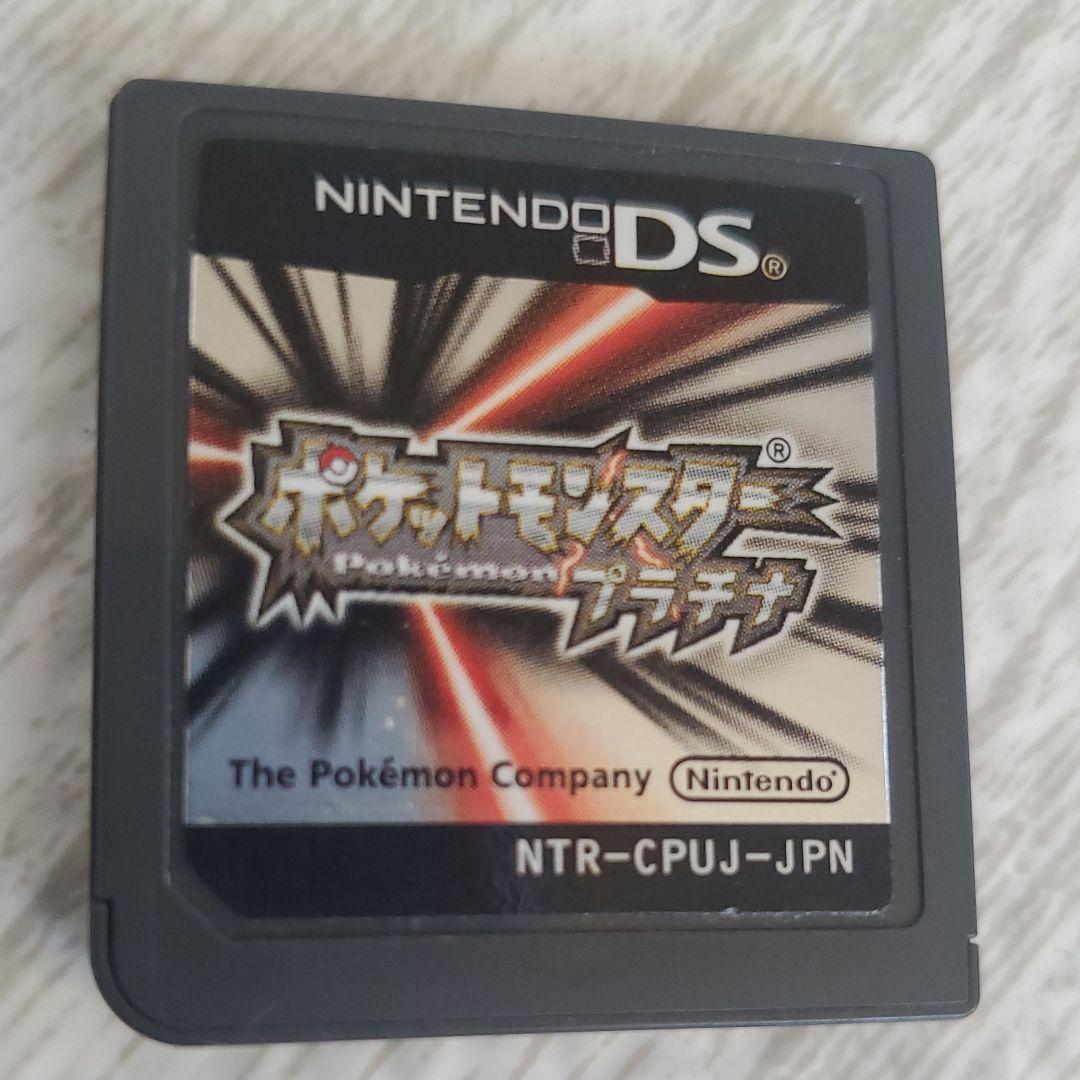 NINTENDO DS®
ポケットモンスター®
Pokémon プラチナ
The Pokémon Company Nintendo®
NTR-CPUJ-JPN